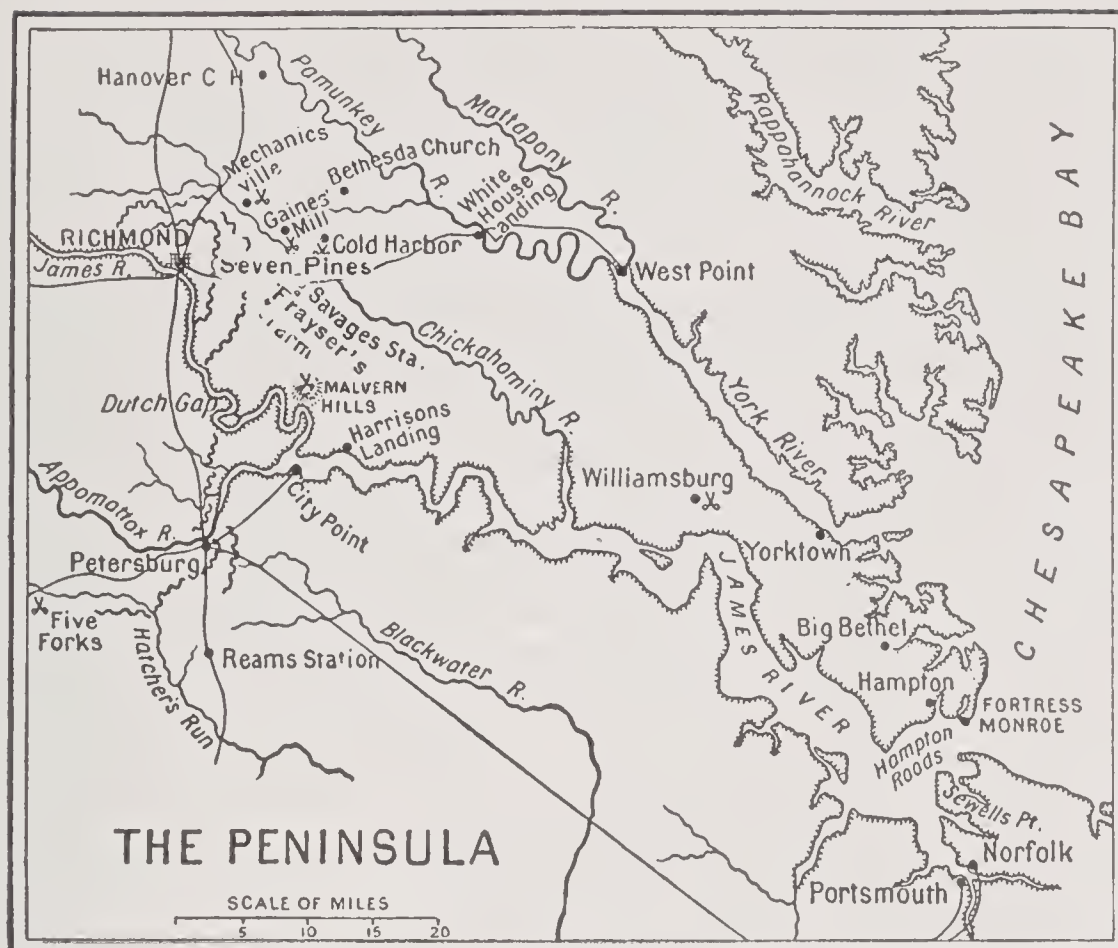 Hanover C H
Pamunkey
R.
Mattapony
R.
Rappahannock
River
CHESAPEAKE BAY
Mechanics
ville
Bethesda Church
Gaines'
Mill
White
House
Landing
RICHMOND
Cold Harbor
James R.
Seven Pines
West Point
Savages Sta.
Frayser's
Farm
Chickahominy R.
York
River
MALVERN
HILLS
Dutch Gap
Harrisons
Landing
Williamsburg
Appomattox R.
City Point
Petersburg
Yorktown
JAMES
RIVER
Five
Forks
Hatcher's Run
Reams Station
Blackwater R.
Big Bethel
Hampton
FORTRESS
MONROE
Hampton
Roads
Sewells Pt.
Norfolk
Portsmouth
THE PENINSULA
SCALE OF MILES
5 10 15 20